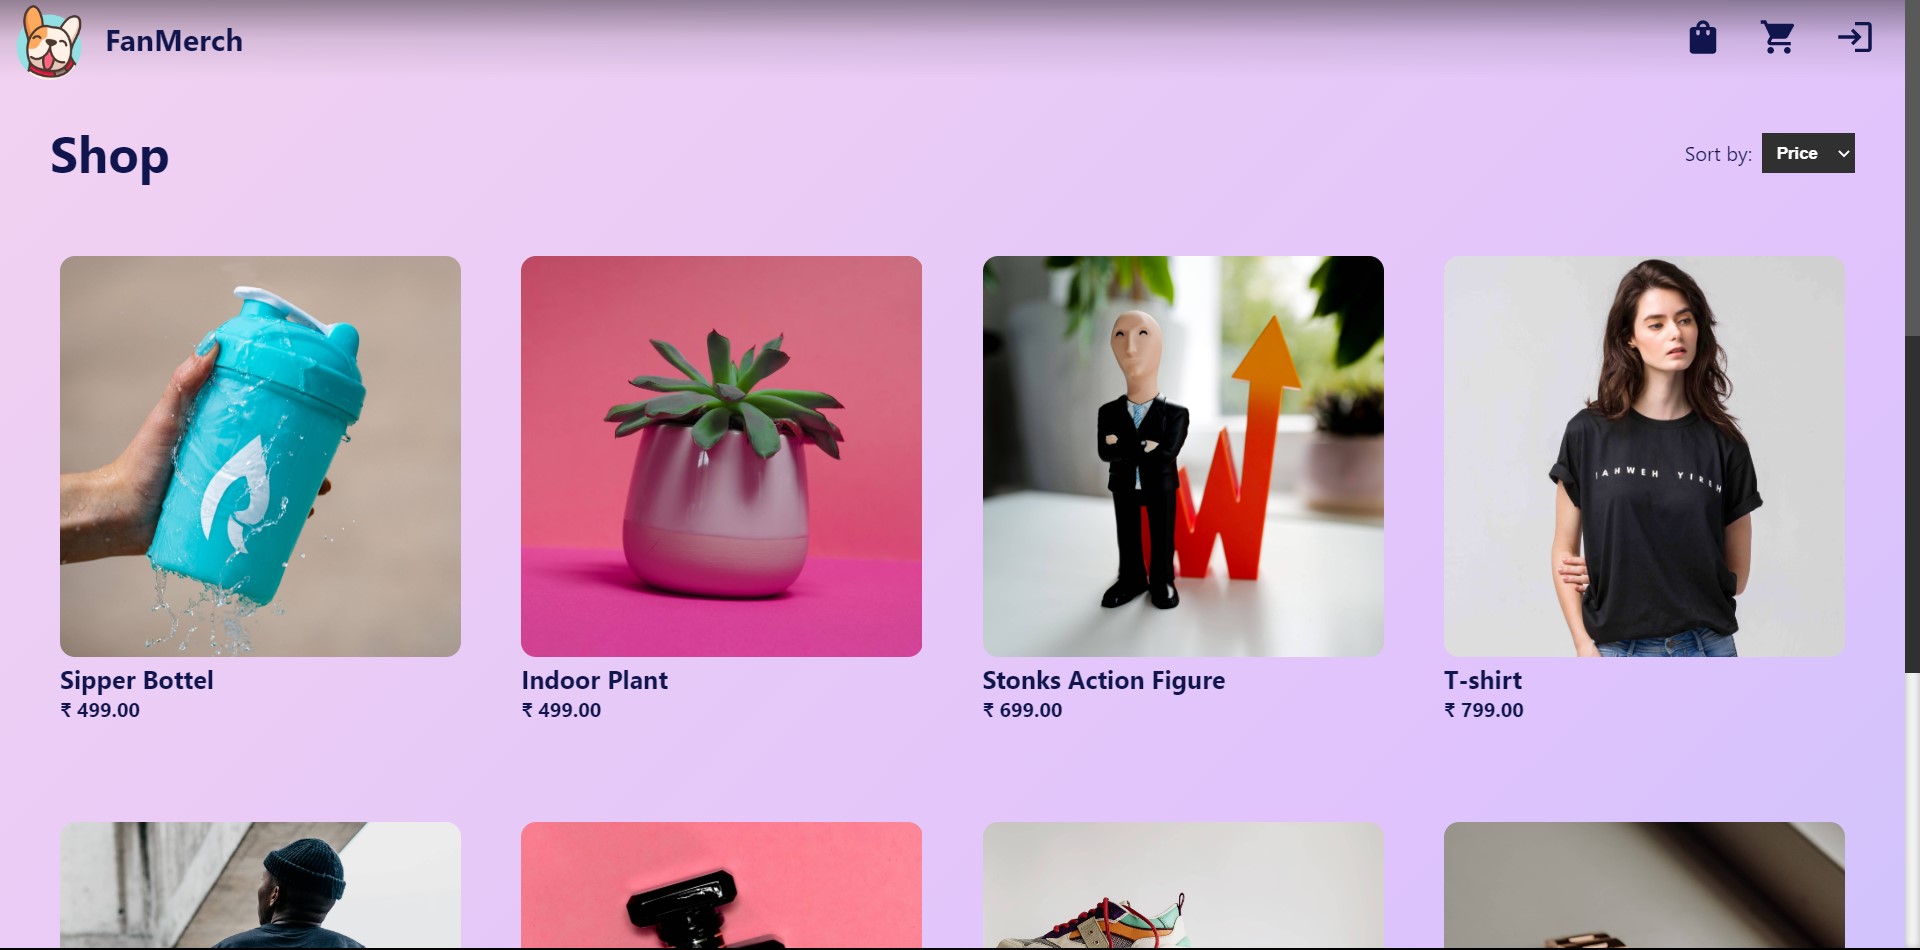 FanMerch
Shop
Sort by: Price
Sipper Bottel
₹ 499.00
Indoor Plant
₹ 499.00
Stonks Action Figure
₹ 699.00
T-shirt
₹ 799.00
JAHWEH YIREH